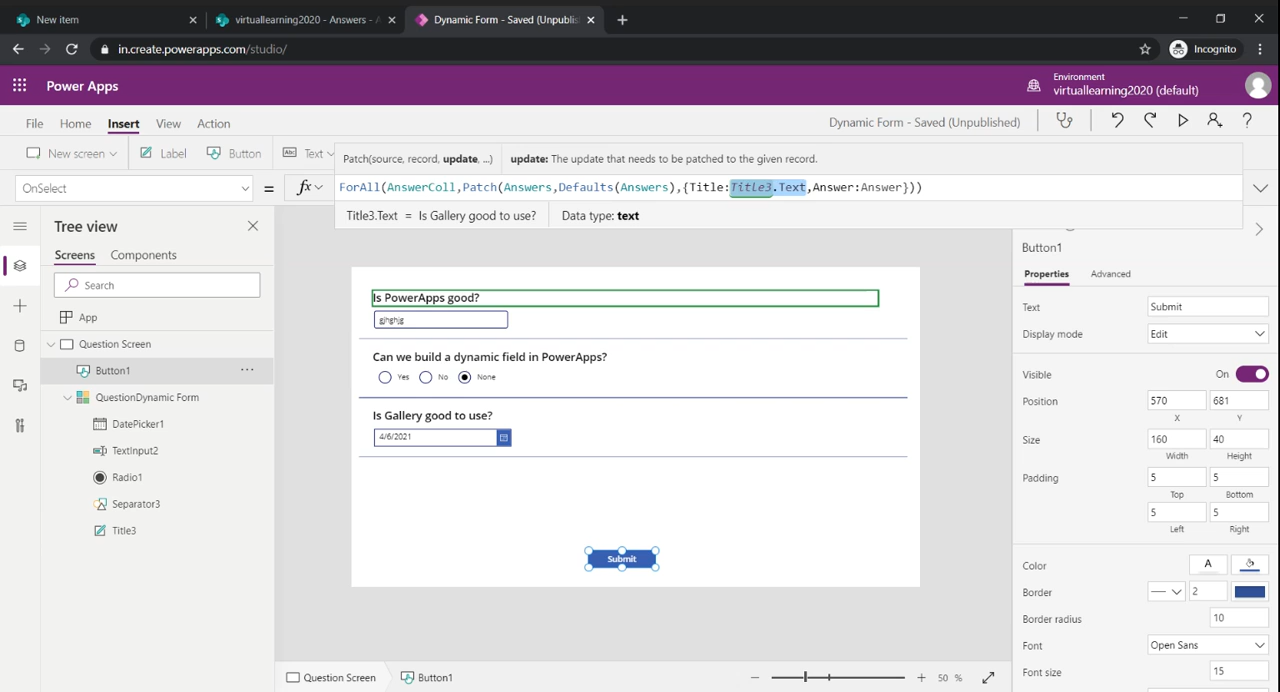 New item
virtuallearning2020 - Answers - A
Dynamic Form - Saved (Unpublis
in.create.powerapps.com/studio/
Incognito
Power Apps
Environment
virtuallearning2020 (default)
File Home Insert View Action
Dynamic Form - Saved (Unpublished)
New screen
Label
Button
Abc Text
Patch(source, record, update, ...)
update: The update that needs to be patched to the given record.
OnSelect
= fx
ForAll(AnswerColl,Patch(Answers,Defaults(Answers),{Title:Title3.Text,Answer:Answer}))
Title3.Text = Is Gallery good to use?
Data type: text
Tree view
Screens Components
Search
App
Question Screen
Button1
QuestionDynamic Form
DatePicker1
TextInput2
Radio1
Separator3
Title3
Is PowerApps good?
Can we build a dynamic field in PowerApps?
Yes No None
Is Gallery good to use?
4/6/2021
Submit
Question Screen
Button1
50 %
Button1
Properties Advanced
Text Submit
Display mode Edit
Visible On
Position 570 681
X Y
Size 160 40
Width Height
Padding 5 5
Top Bottom
5 5
Left Right
Color A
Border 2
Border radius 10
Font Open Sans
Font size 15